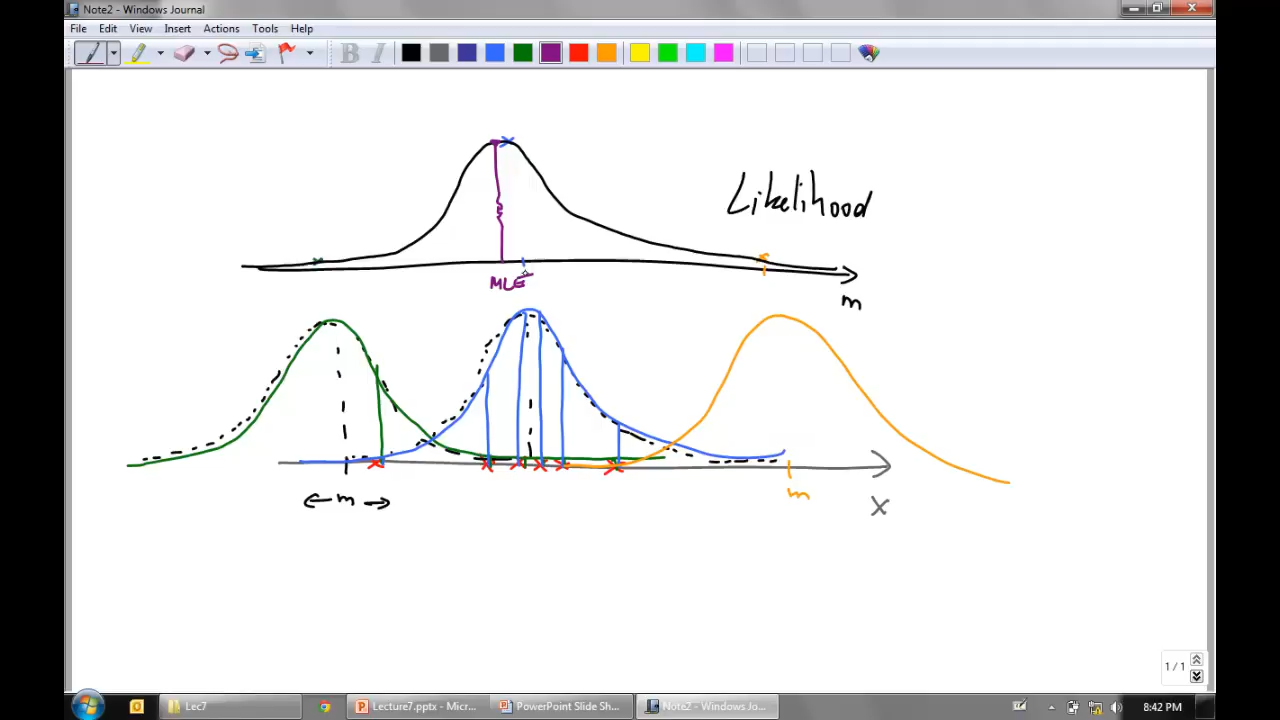 Note2 - Windows Journal
File Edit View Insert Actions Tools Help
B I
Likelihood
MLE
m
m
m
x
1 / 1
Lec7
Lecture7.pptx - Micr...
PowerPoint Slide Sh...
Note2 - Windows Jo...
8:42 PM